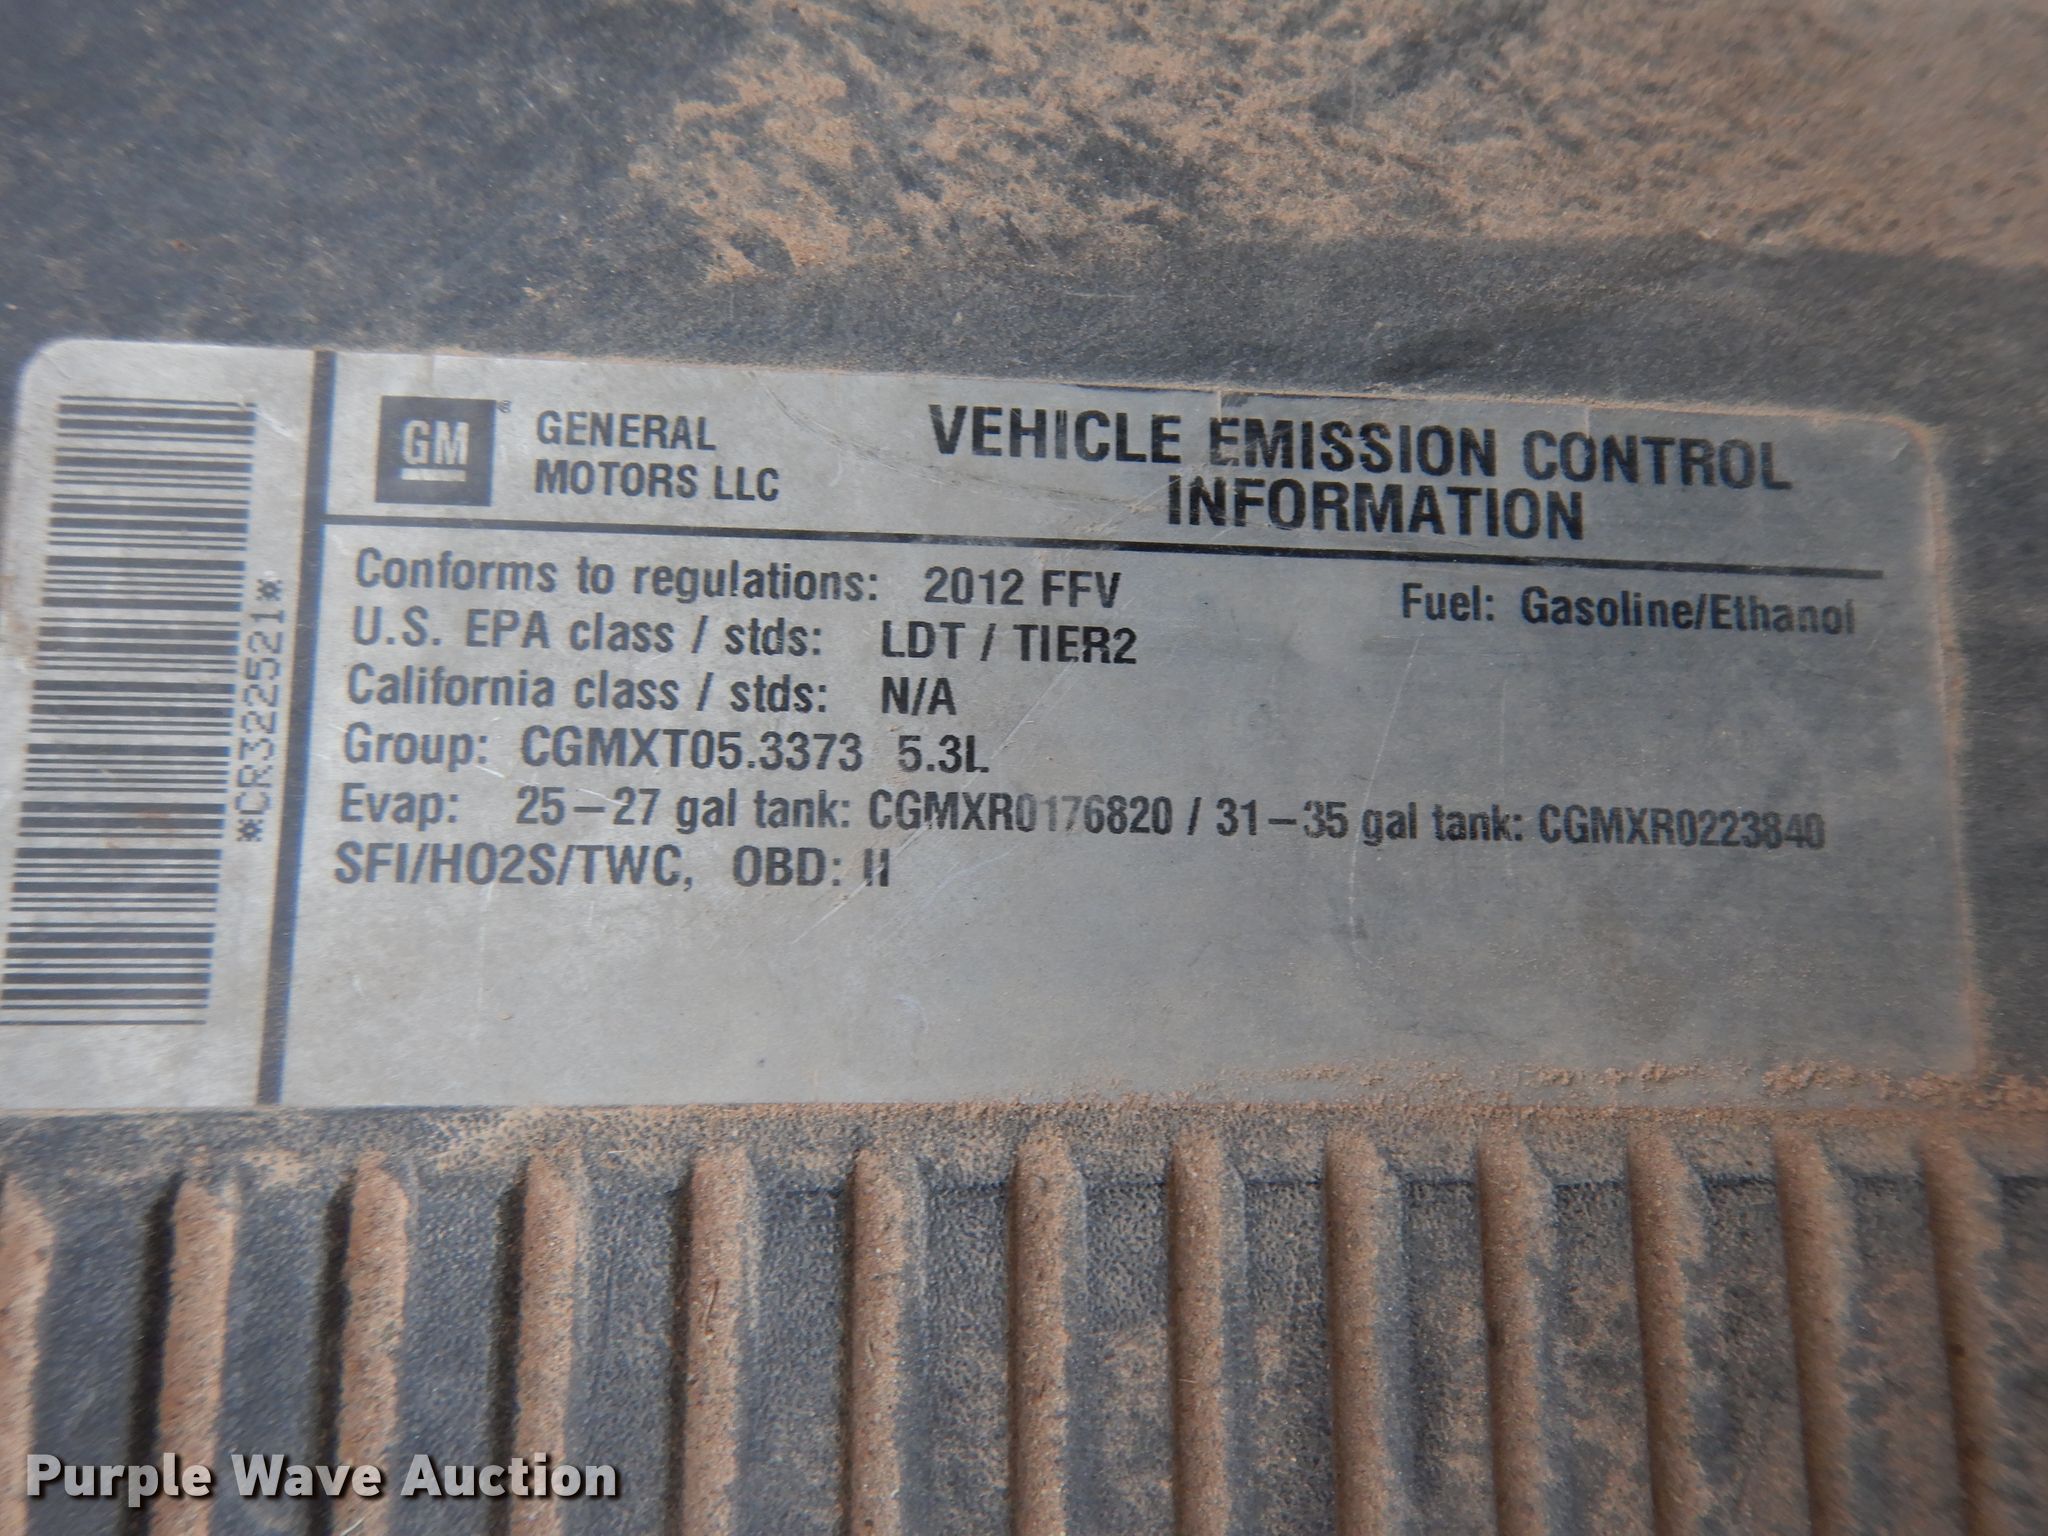 GM
GENERAL
MOTORS LLC
VEHICLE EMISSION CONTROL
INFORMATION
Conforms to regulations: 2012 FFV
Fuel: Gasoline/Ethanol
U.S. EPA class / stds: LDT / TIER2
California class / stds: N/A
Group: CGMXT05.3373 5.3L
Evap: 25–27 gal tank: CGMXR0176820 / 31–35 gal tank: CGMXR0223840
SFI/HO2S/TWC, OBD: II
*CR322521*
Purple Wave Auction